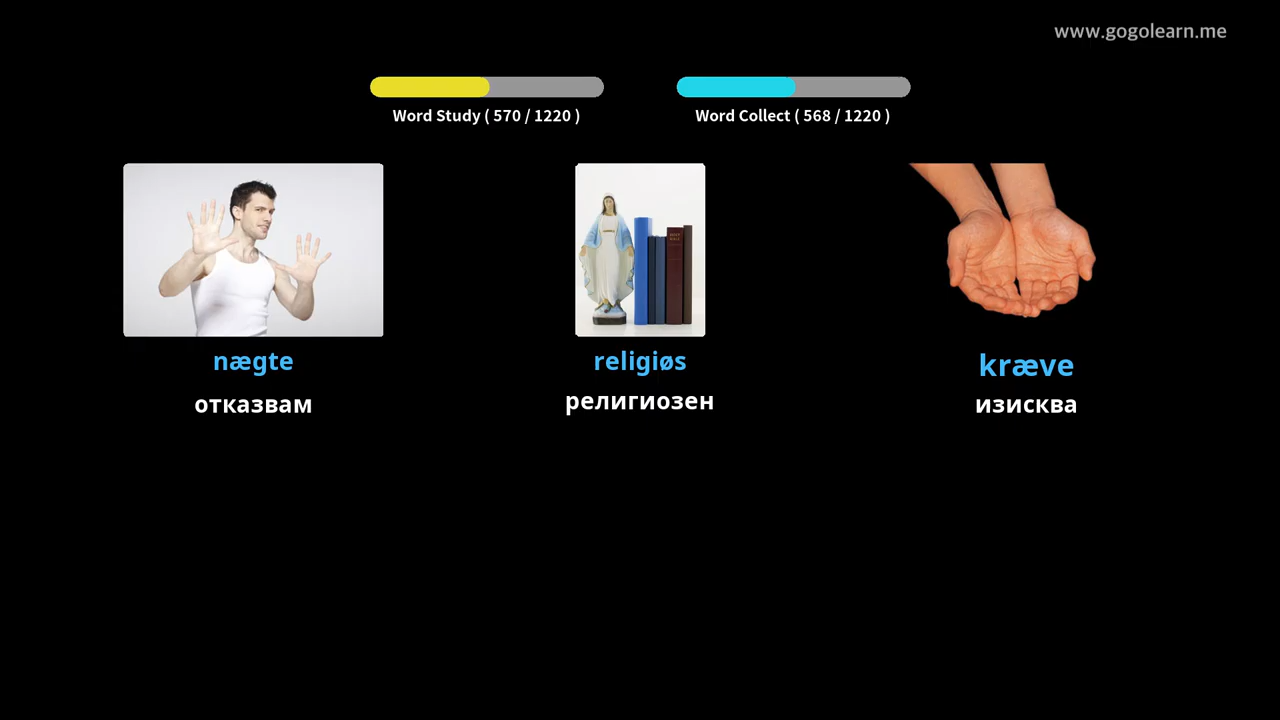 www.gogolearn.me
Word Study ( 570 / 1220 )
Word Collect ( 568 / 1220 )
nægte
religiøs
kræve
отказвам
религиозен
изисква